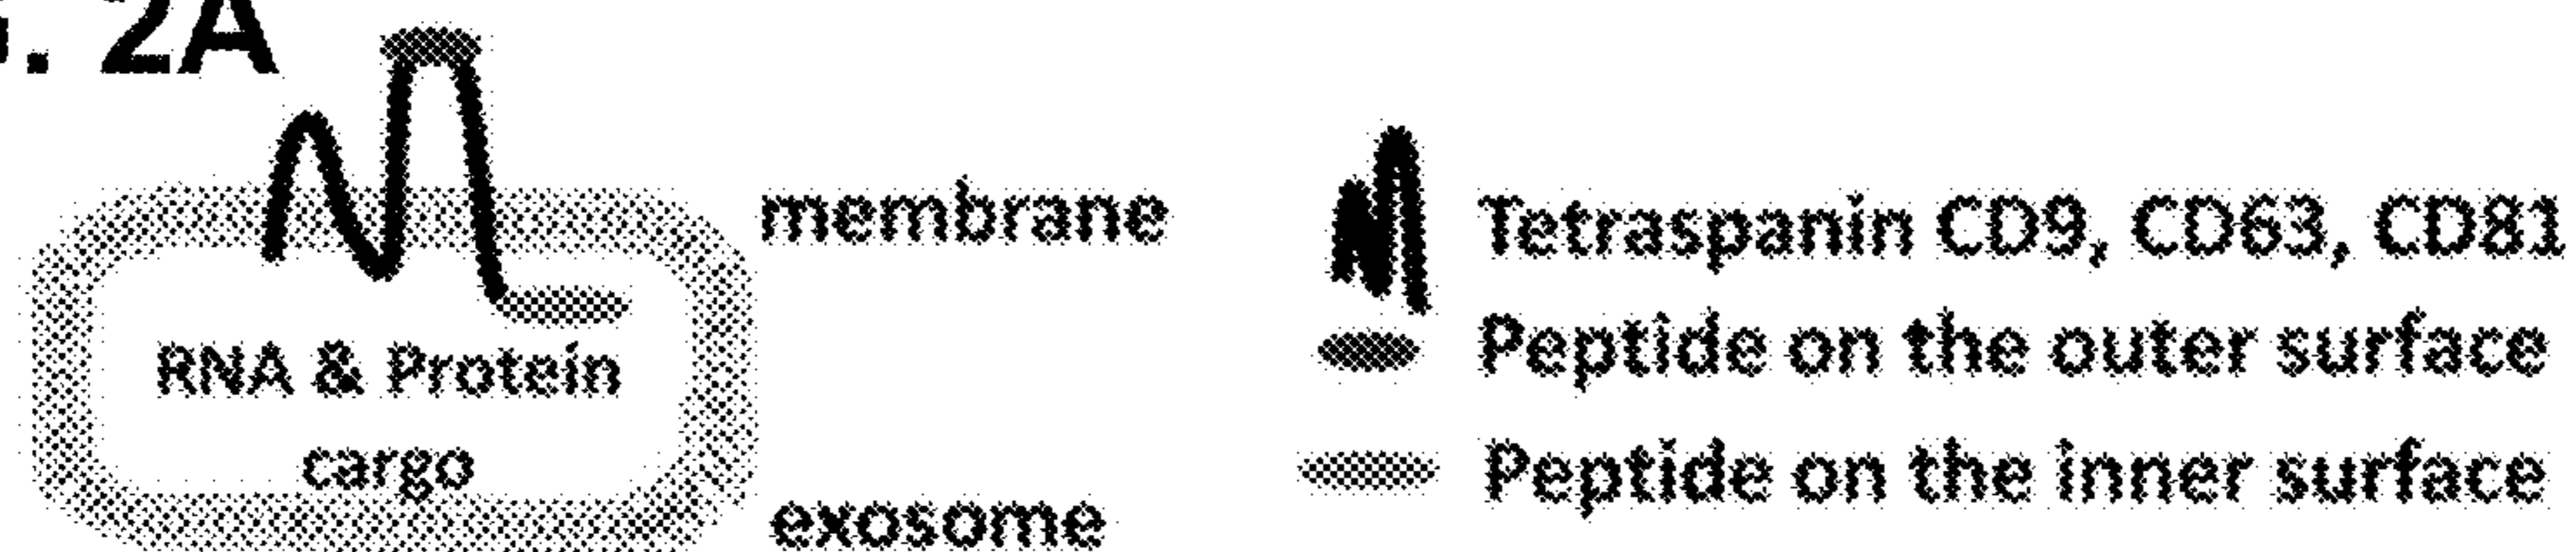 . 2A
membrane
RNA & Protein
cargo
exosome
Tetraspanin CD9, CD63, CD81
Peptide on the outer surface
Peptide on the inner surface